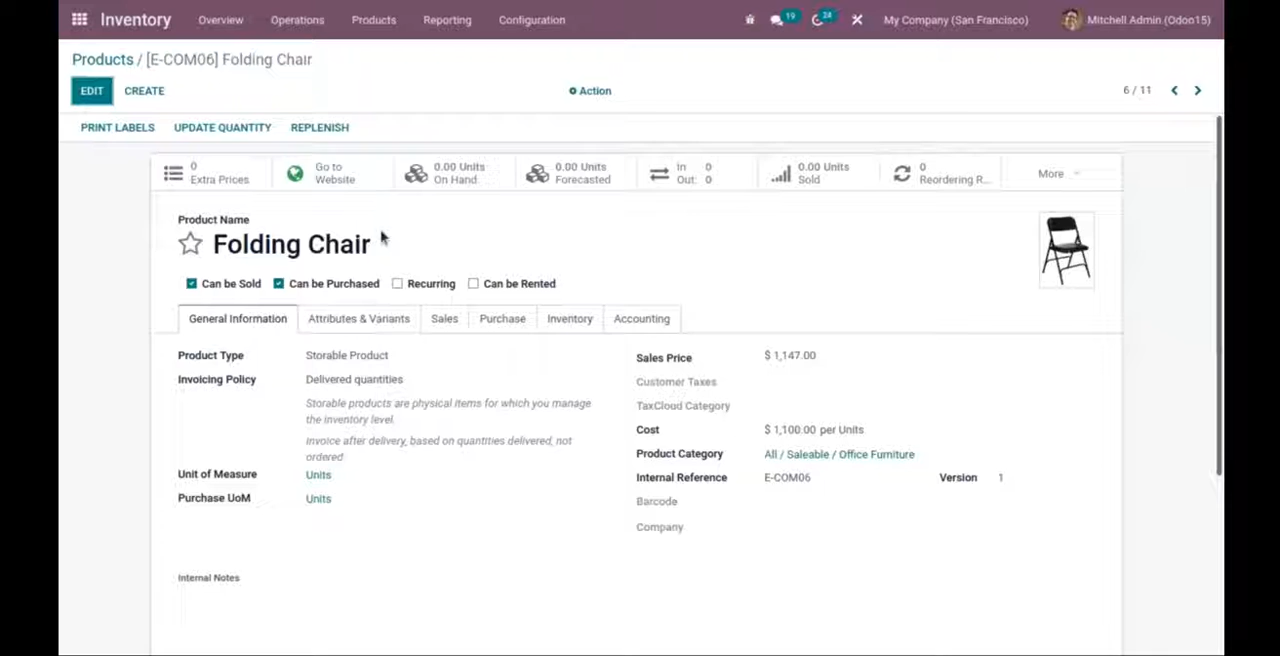 Inventory Overview Operations Products Reporting Configuration 19 28 My Company (San Francisco) Mitchell Admin (Odoo15)
Products / [E-COM06] Folding Chair
EDIT CREATE Action 6 / 11
PRINT LABELS UPDATE QUANTITY REPLENISH
0 Extra Prices
Go to Website
0.00 Units On Hand
0.00 Units Forecasted
In 0
Out: 0
0.00 Units Sold
0 Reordering R...
More
Product Name
Folding Chair
Can be Sold Can be Purchased Recurring Can be Rented
General Information Attributes & Variants Sales Purchase Inventory Accounting
Product Type Storable Product
Invoicing Policy Delivered quantities
Storable products are physical items for which you manage
the inventory level.
Invoice after delivery, based on quantities delivered, not
ordered
Unit of Measure Units
Purchase UoM Units
Sales Price $ 1,147.00
Customer Taxes
TaxCloud Category
Cost $ 1,100.00 per Units
Product Category All / Saleable / Office Furniture
Internal Reference E-COM06 Version 1
Barcode
Company
Internal Notes